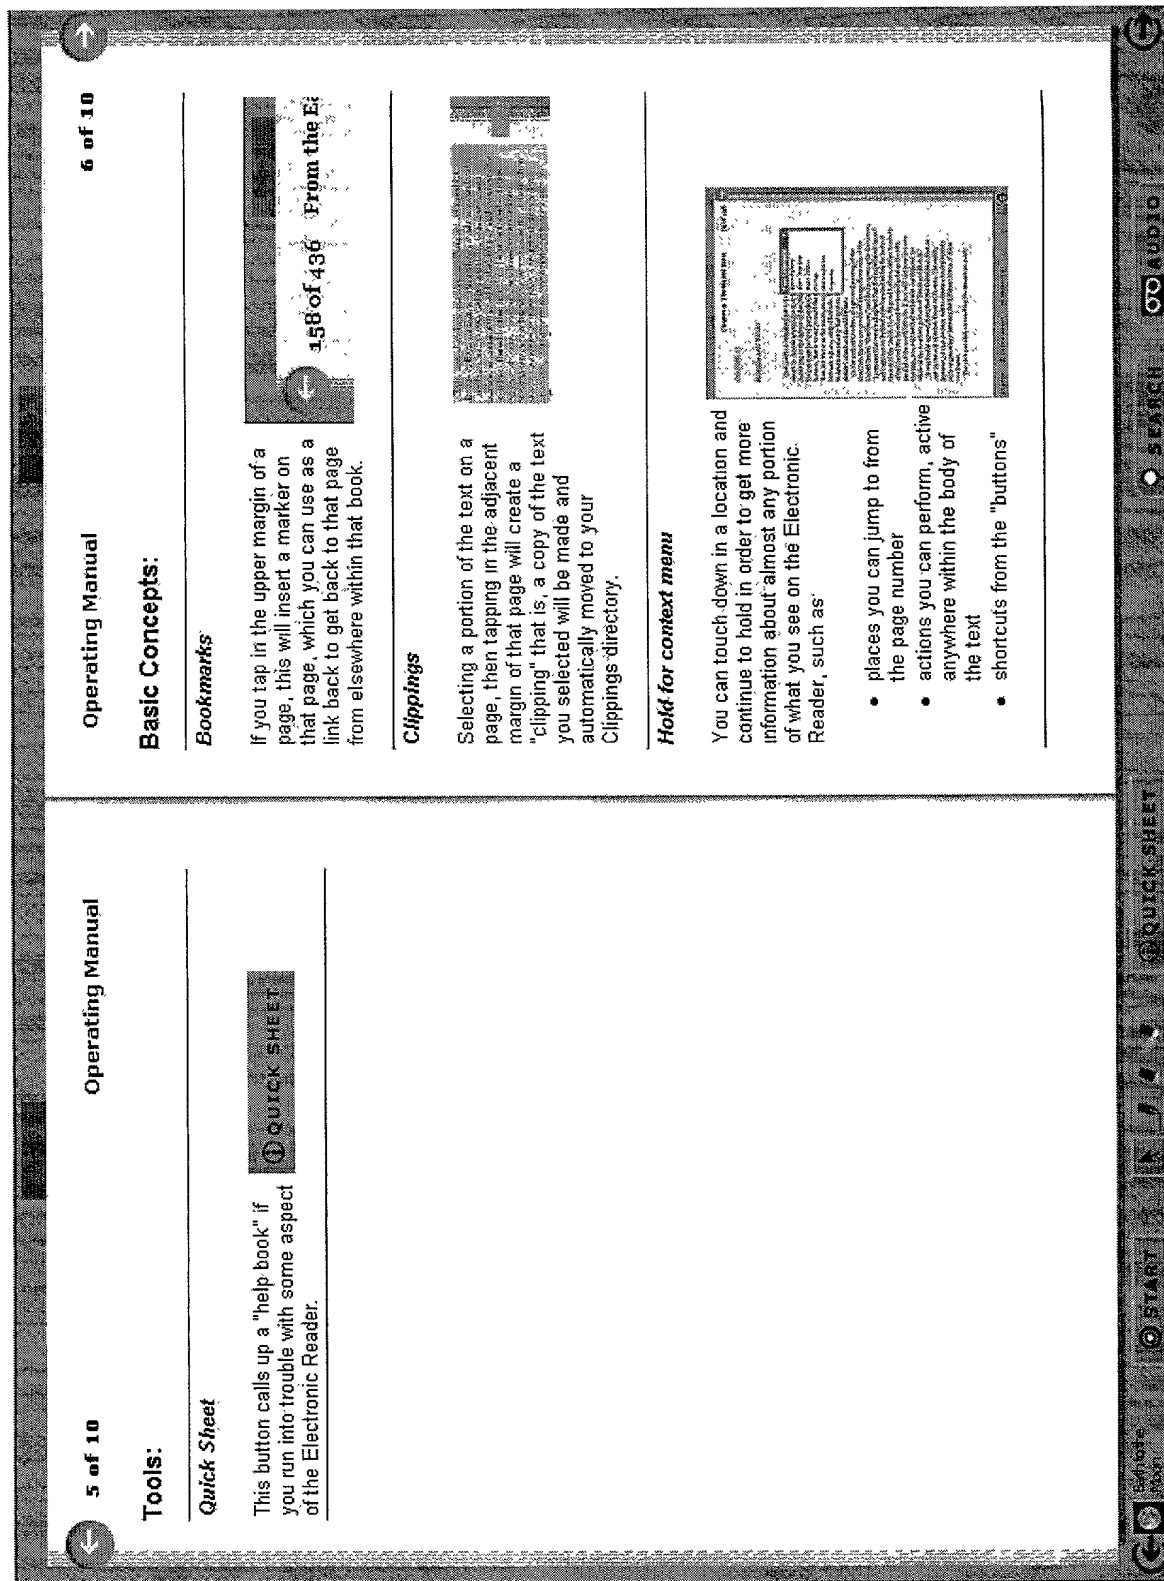 5 of 10
Operating Manual
Tools:
Quick Sheet
This button calls up a "help book" if
you run into trouble with some aspect
of the Electronic Reader.
QUICK SHEET
Operating Manual
6 of 10
Basic Concepts:
Bookmarks
If you tap in the upper margin of a
page, this will insert a marker on
that page, which you can use as a
link back to get back to that page
from elsewhere within that book.
158 of 436 From the
Clippings
Selecting a portion of the text on a
page, then tapping in the adjacent
margin of that page will create a
"clipping" that is, a copy of the text
you selected will be made and
automatically moved to your
Clippings directory.
Hold for context menu
You can touch down in a location and
continue to hold in order to get more
information about almost any portion
of what you see on the Electronic.
Reader, such as
• places you can jump to from
the page number
• actions you can perform, active
anywhere within the body of
the text
• shortcuts from the "buttons"
START
QUICK SHEET
SEARCH
AUDIO